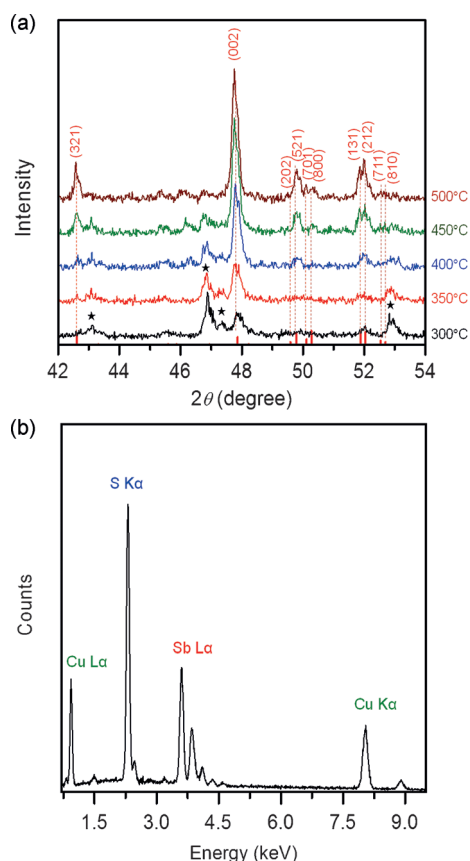 (a)
(321)
(002)
(202)
(521)
(701)
(800)
(131)
(212)
(711)
(810)
Intensity
500°C
450°C
400°C
★
350°C
★
★
★
300°C
42 44 46 48 50 52 54
2θ (degree)
(b)
S Kα
Counts
Cu Lα
Sb Lα
Cu Kα
1.5 3.0 4.5 6.0 7.5 9.0
Energy (keV)